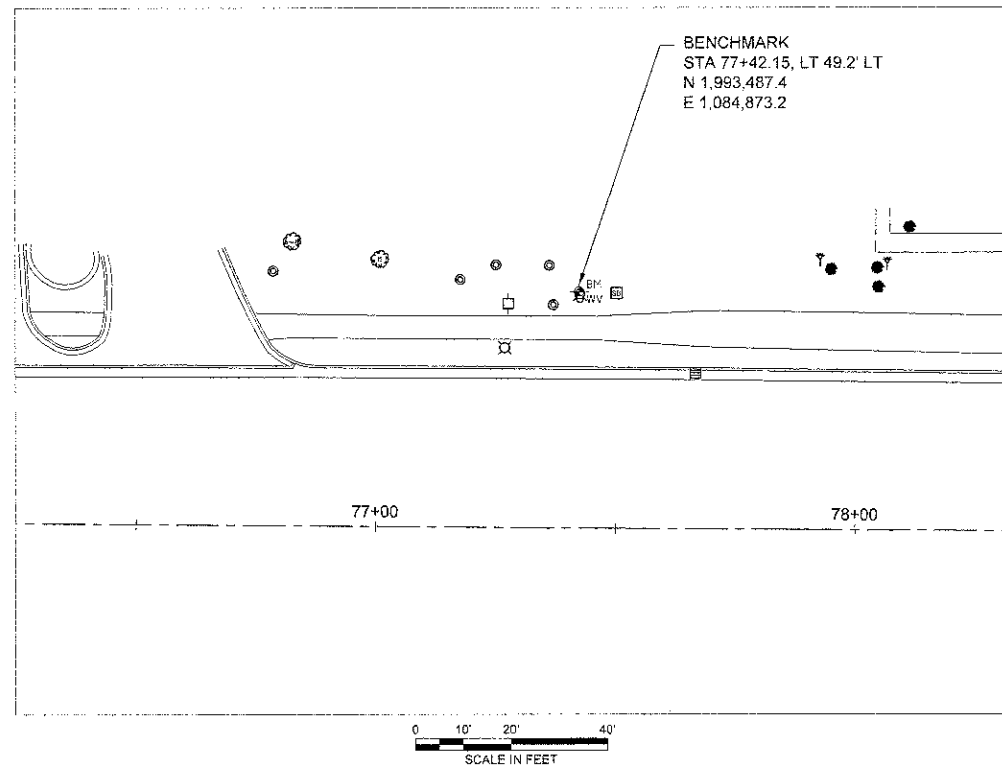 BENCHMARK
STA 77+42.15, LT 49.2' LT
N 1,993,487.4
E 1,084,873.2
BM
WV
SD
77+00
78+00
0 10' 20' 40'
SCALE IN FEET